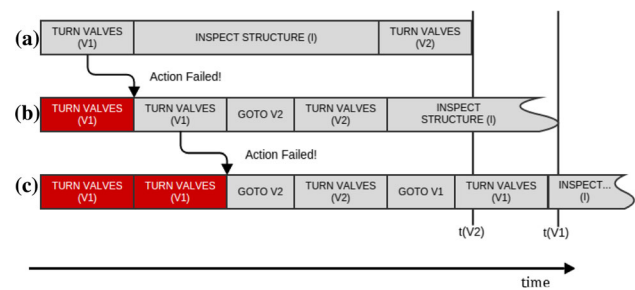 (a)
TURN VALVES
(V1)
INSPECT STRUCTURE (I)
TURN VALVES
(V2)
Action Failed!
(b)
TURN VALVES
(V1)
TURN VALVES
(V1)
GOTO V2
TURN VALVES
(V2)
INSPECT
STRUCTURE (I)
Action Failed!
(c)
TURN VALVES
(V1)
TURN VALVES
(V1)
GOTO V2
TURN VALVES
(V2)
GOTO V1
TURN VALVES
(V1)
INSPECT...
(I)
t(V2)
t(V1)
time